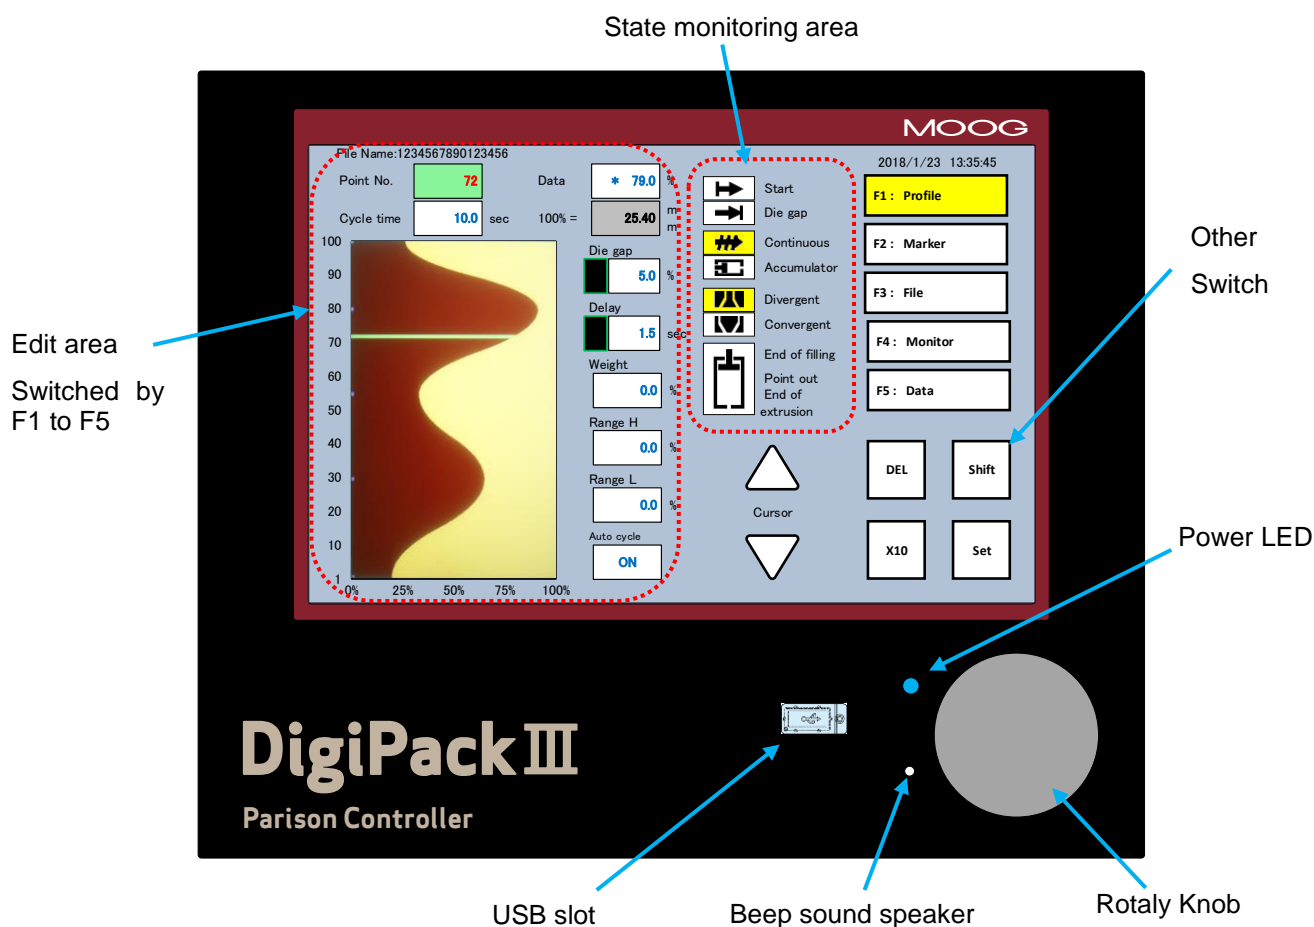 State monitoring area
MOOG
File Name:1234567890123456
2018/1/23 13:35:45
Point No. 72 Data * 79.0 %
Cycle time 10.0 sec 100% = 25.40 m
m
100
90
80
70
60
50
40
30
20
10
1
0% 25% 50% 75% 100%
Die gap
5.0 %
Delay
1.5 sec
Weight
0.0 %
Range H
0.0 %
Range L
0.0 %
Auto cycle
ON
Start
Die gap
Continuous
Accumulator
Divergent
Convergent
End of filling
Point out
End of
extrusion
Cursor
F1 : Profile
F2 : Marker
F3 : File
F4 : Monitor
F5 : Data
DEL Shift
X10 Set
Edit area
Switched by
F1 to F5
Other
Switch
Power LED
DigiPack III
Parison Controller
USB slot
Beep sound speaker
Rotaly Knob